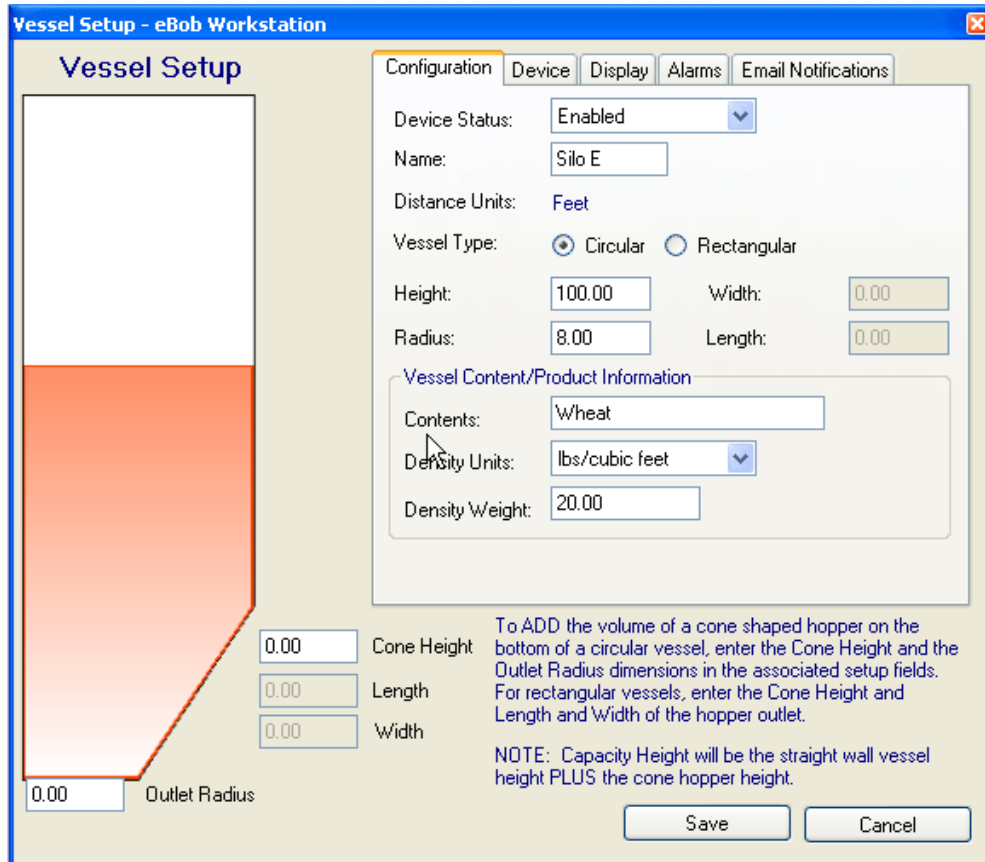 Vessel Setup - eBob Workstation
Vessel Setup
Configuration Device Display Alarms Email Notifications
Device Status: Enabled
Name: Silo E
Distance Units: Feet
Vessel Type: Circular Rectangular
Height: 100.00 Width: 0.00
Radius: 8.00 Length: 0.00
Vessel Content/Product Information
Contents: Wheat
Density Units: lbs/cubic feet
Density Weight: 20.00
0.00 Cone Height
0.00 Length
0.00 Width
0.00 Outlet Radius
To ADD the volume of a cone shaped hopper on the
bottom of a circular vessel, enter the Cone Height and the
Outlet Radius dimensions in the associated setup fields.
For rectangular vessels, enter the Cone Height and
Length and Width of the hopper outlet.
NOTE: Capacity Height will be the straight wall vessel
height PLUS the cone hopper height.
Save Cancel